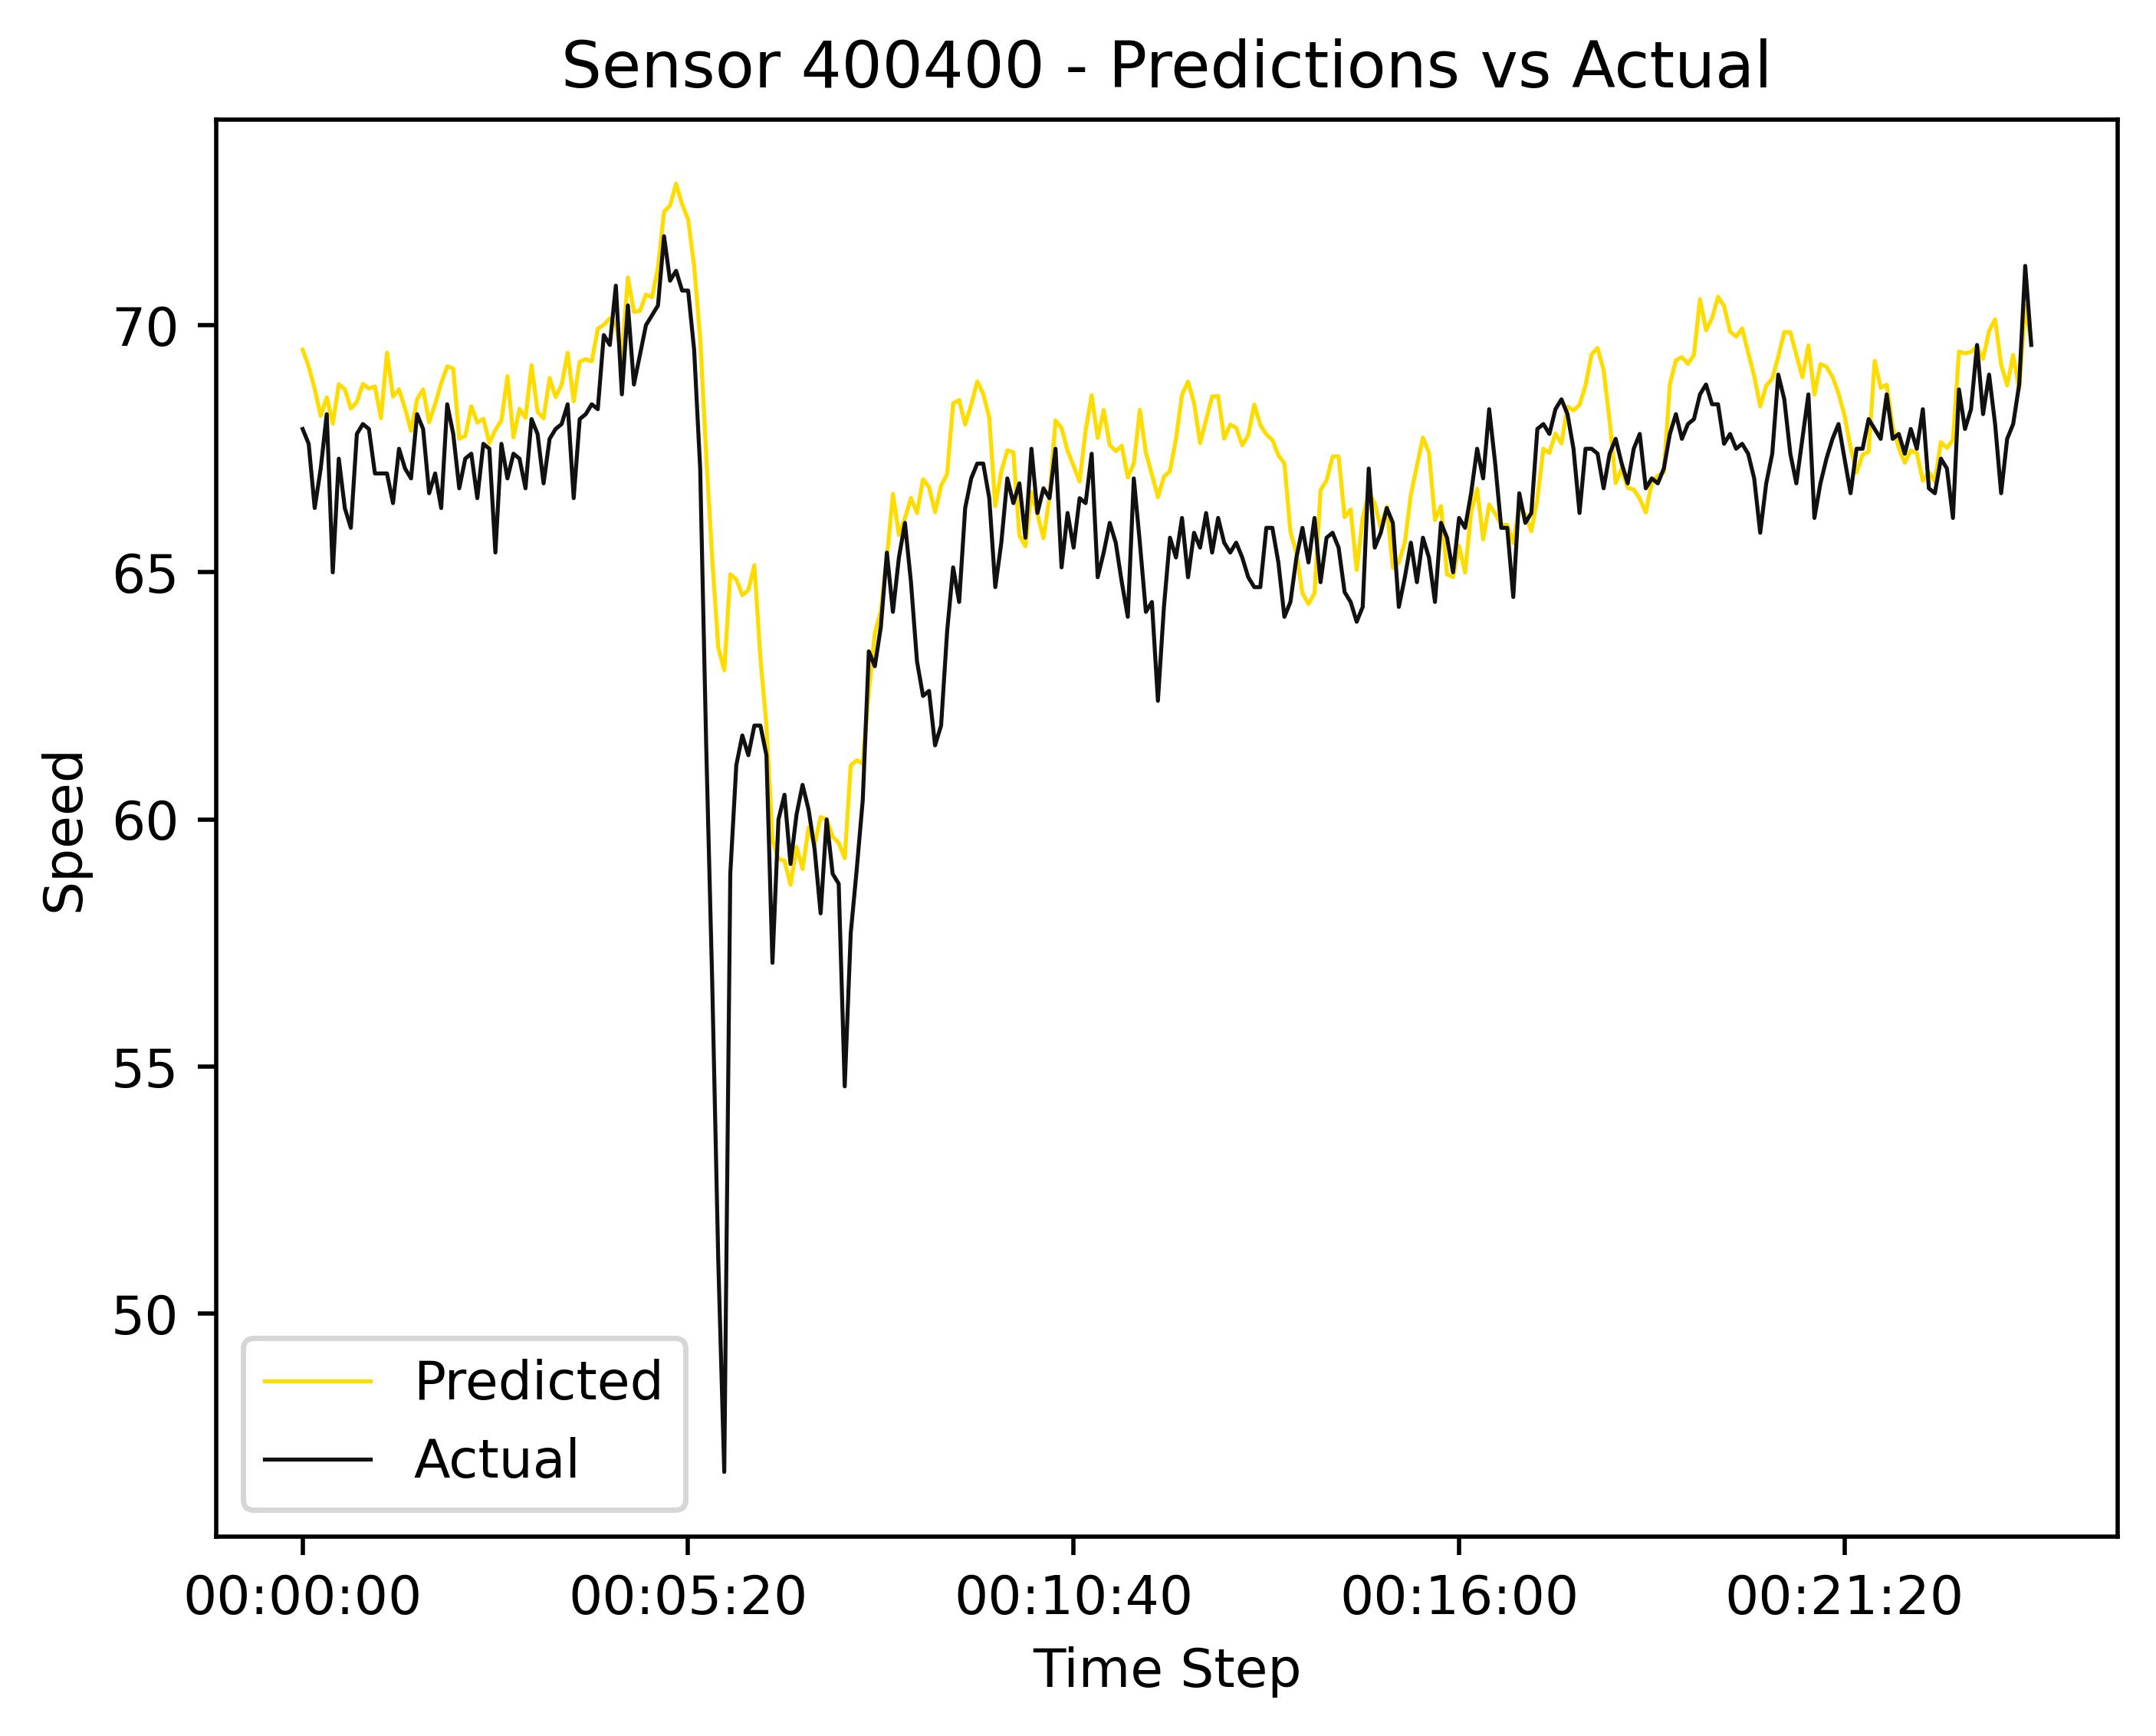 Sensor 400400 - Predictions vs Actual
70
65
60
55
50
Speed
Predicted
Actual
00:00:00 00:05:20 00:10:40 00:16:00 00:21:20
Time Step